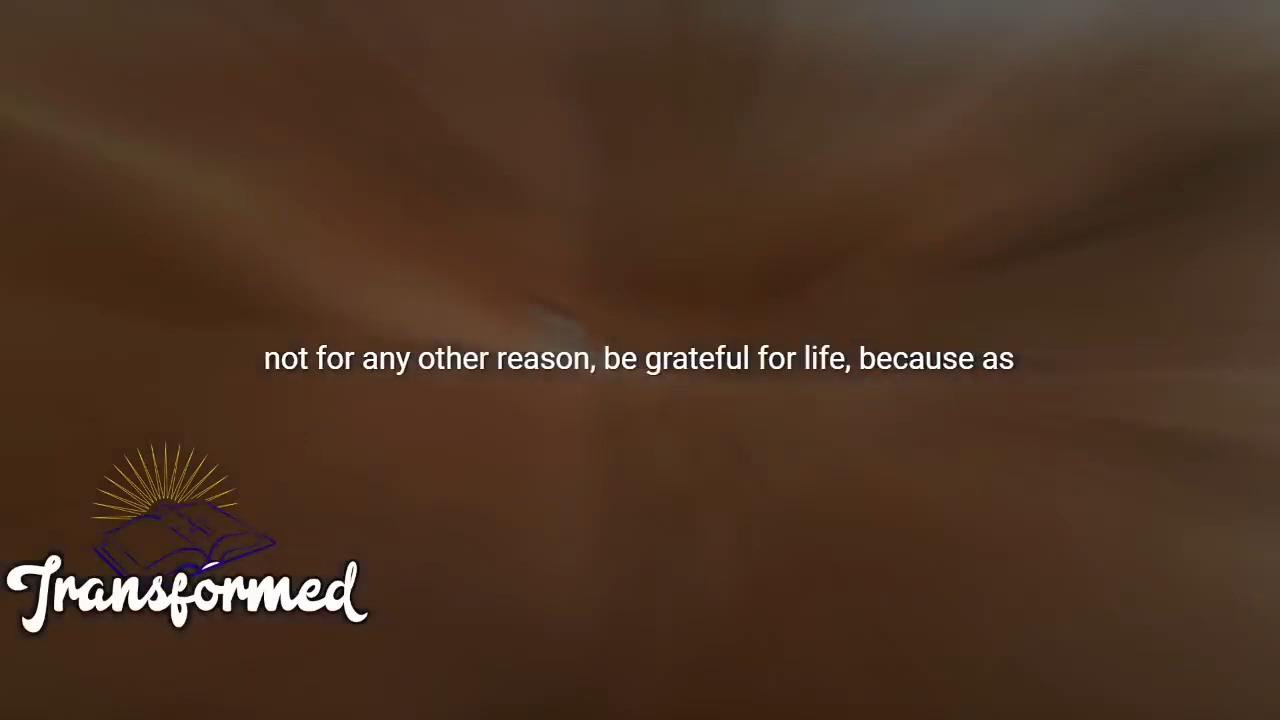 not for any other reason, be grateful for life, because as
Transformed